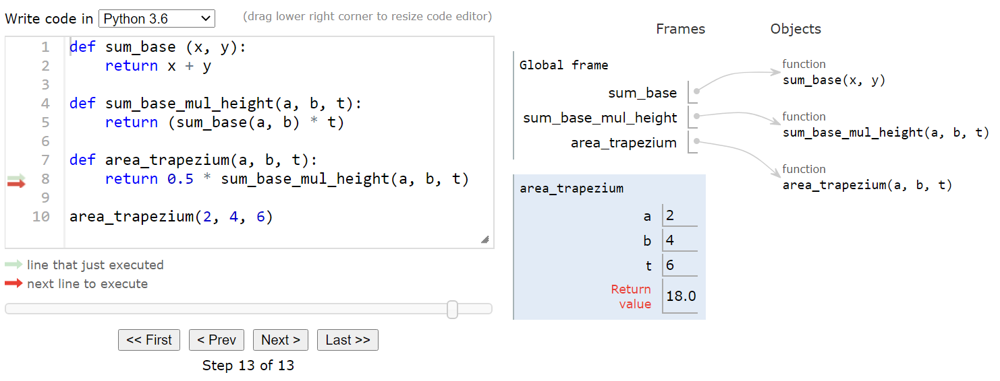 Write code in Python 3.6
(drag lower right corner to resize code editor)
1 def sum_base (x, y):
2     return x + y
3
4 def sum_base_mul_height(a, b, t):
5     return (sum_base(a, b) * t)
6
7 def area_trapezium(a, b, t):
8     return 0.5 * sum_base_mul_height(a, b, t)
9
10 area_trapezium(2, 4, 6)
line that just executed
next line to execute
<< First < Prev Next > Last >>
Step 13 of 13
Frames Objects
Global frame
sum_base
sum_base_mul_height
area_trapezium
function
sum_base(x, y)
function
sum_base_mul_height(a, b, t)
function
area_trapezium(a, b, t)
area_trapezium
a 2
b 4
t 6
Return
value 18.0